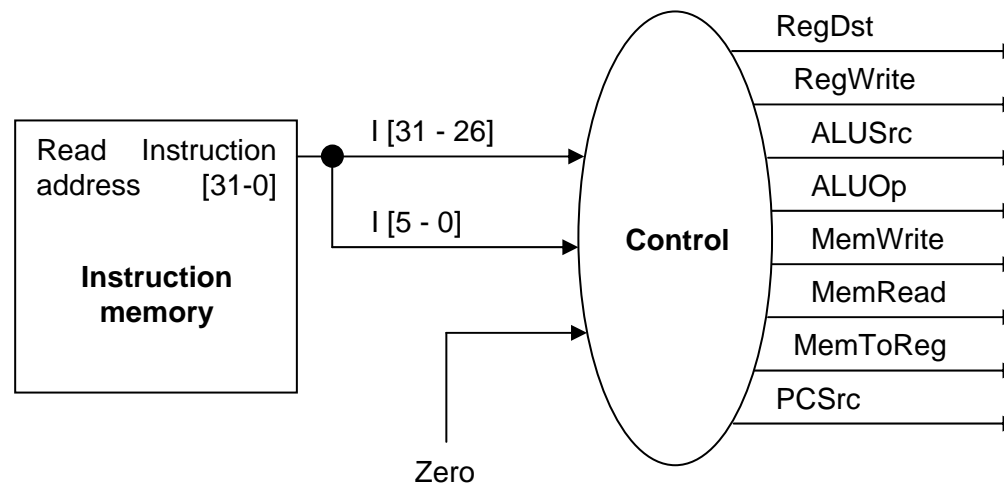 Read Instruction
address [31-0]
Instruction
memory
I [31 - 26]
I [5 - 0]
Zero
Control
RegDst
RegWrite
ALUSrc
ALUOp
MemWrite
MemRead
MemToReg
PCSrc